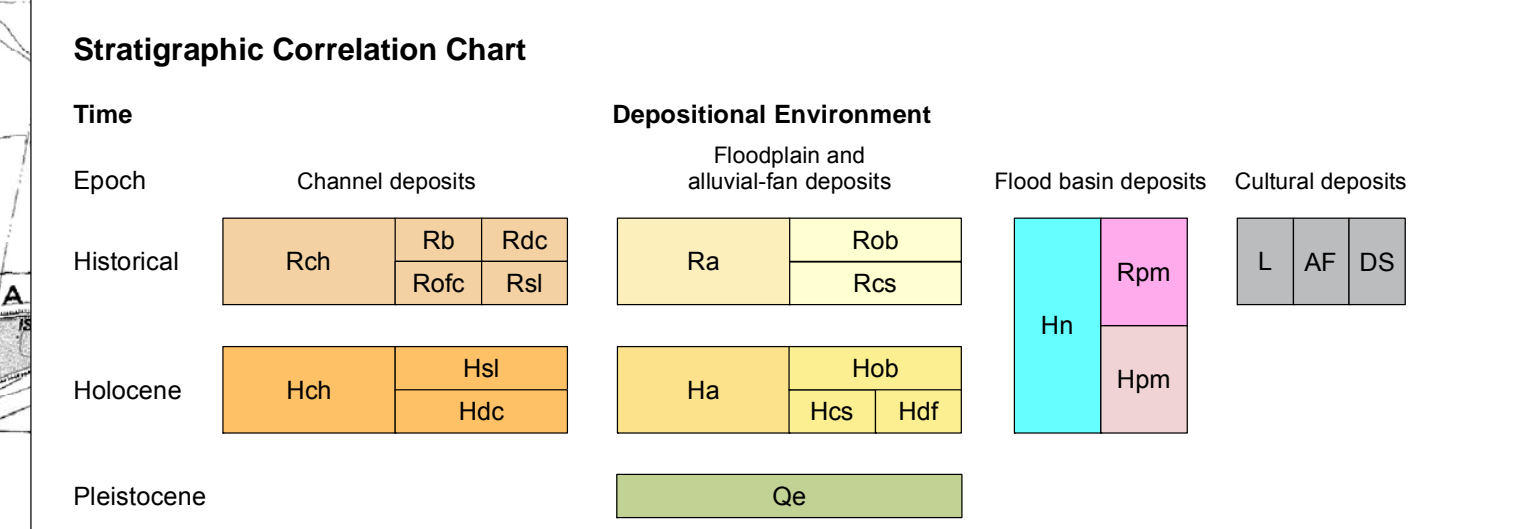 Stratigraphic Correlation Chart
Time
Depositional Environment
Epoch
Channel deposits
Floodplain and
alluvial-fan deposits
Flood basin deposits
Cultural deposits
Historical
Rch
Rb
Rdc
Rofc
Rsl
Ra
Rob
Rcs
Hn
Rpm
Hpm
L
AF
DS
Holocene
Hch
Hsl
Hdc
Ha
Hob
Hcs
Hdf
Pleistocene
Qe
A
IS